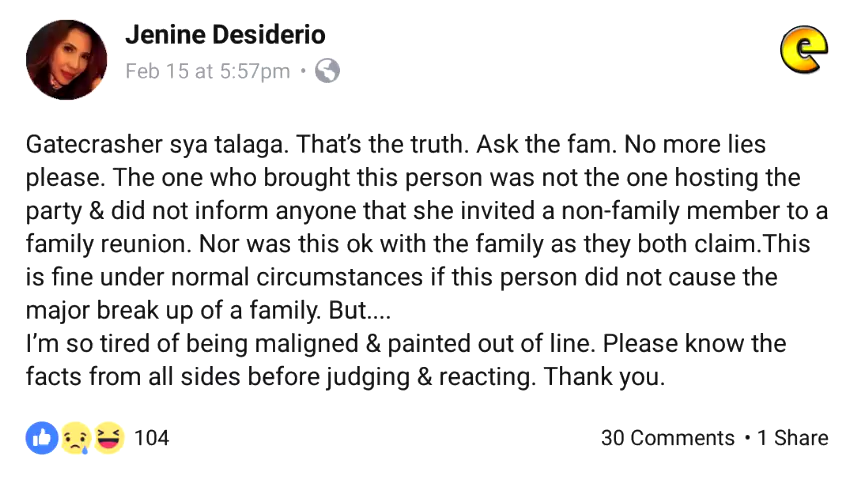 Jenine Desiderio
Feb 15 at 5:57pm •
e
Gatecrasher sya talaga. That's the truth. Ask the fam. No more lies
please. The one who brought this person was not the one hosting the
party & did not inform anyone that she invited a non-family member to a
family reunion. Nor was this ok with the family as they both claim.This
is fine under normal circumstances if this person did not cause the
major break up of a family. But....
I'm so tired of being maligned & painted out of line. Please know the
facts from all sides before judging & reacting. Thank you.
104
30 Comments • 1 Share